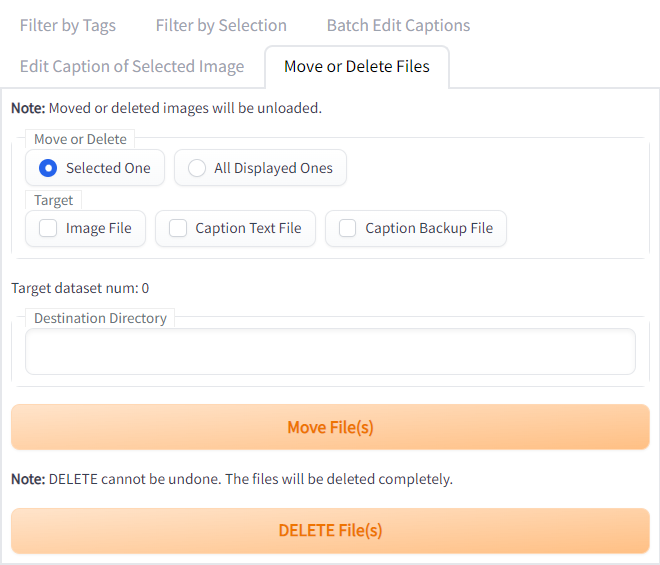 Filter by Tags Filter by Selection Batch Edit Captions
Edit Caption of Selected Image Move or Delete Files
Note: Moved or deleted images will be unloaded.
Move or Delete
Selected One All Displayed Ones
Target
Image File Caption Text File Caption Backup File
Target dataset num: 0
Destination Directory
Move File(s)
Note: DELETE cannot be undone. The files will be deleted completely.
DELETE File(s)